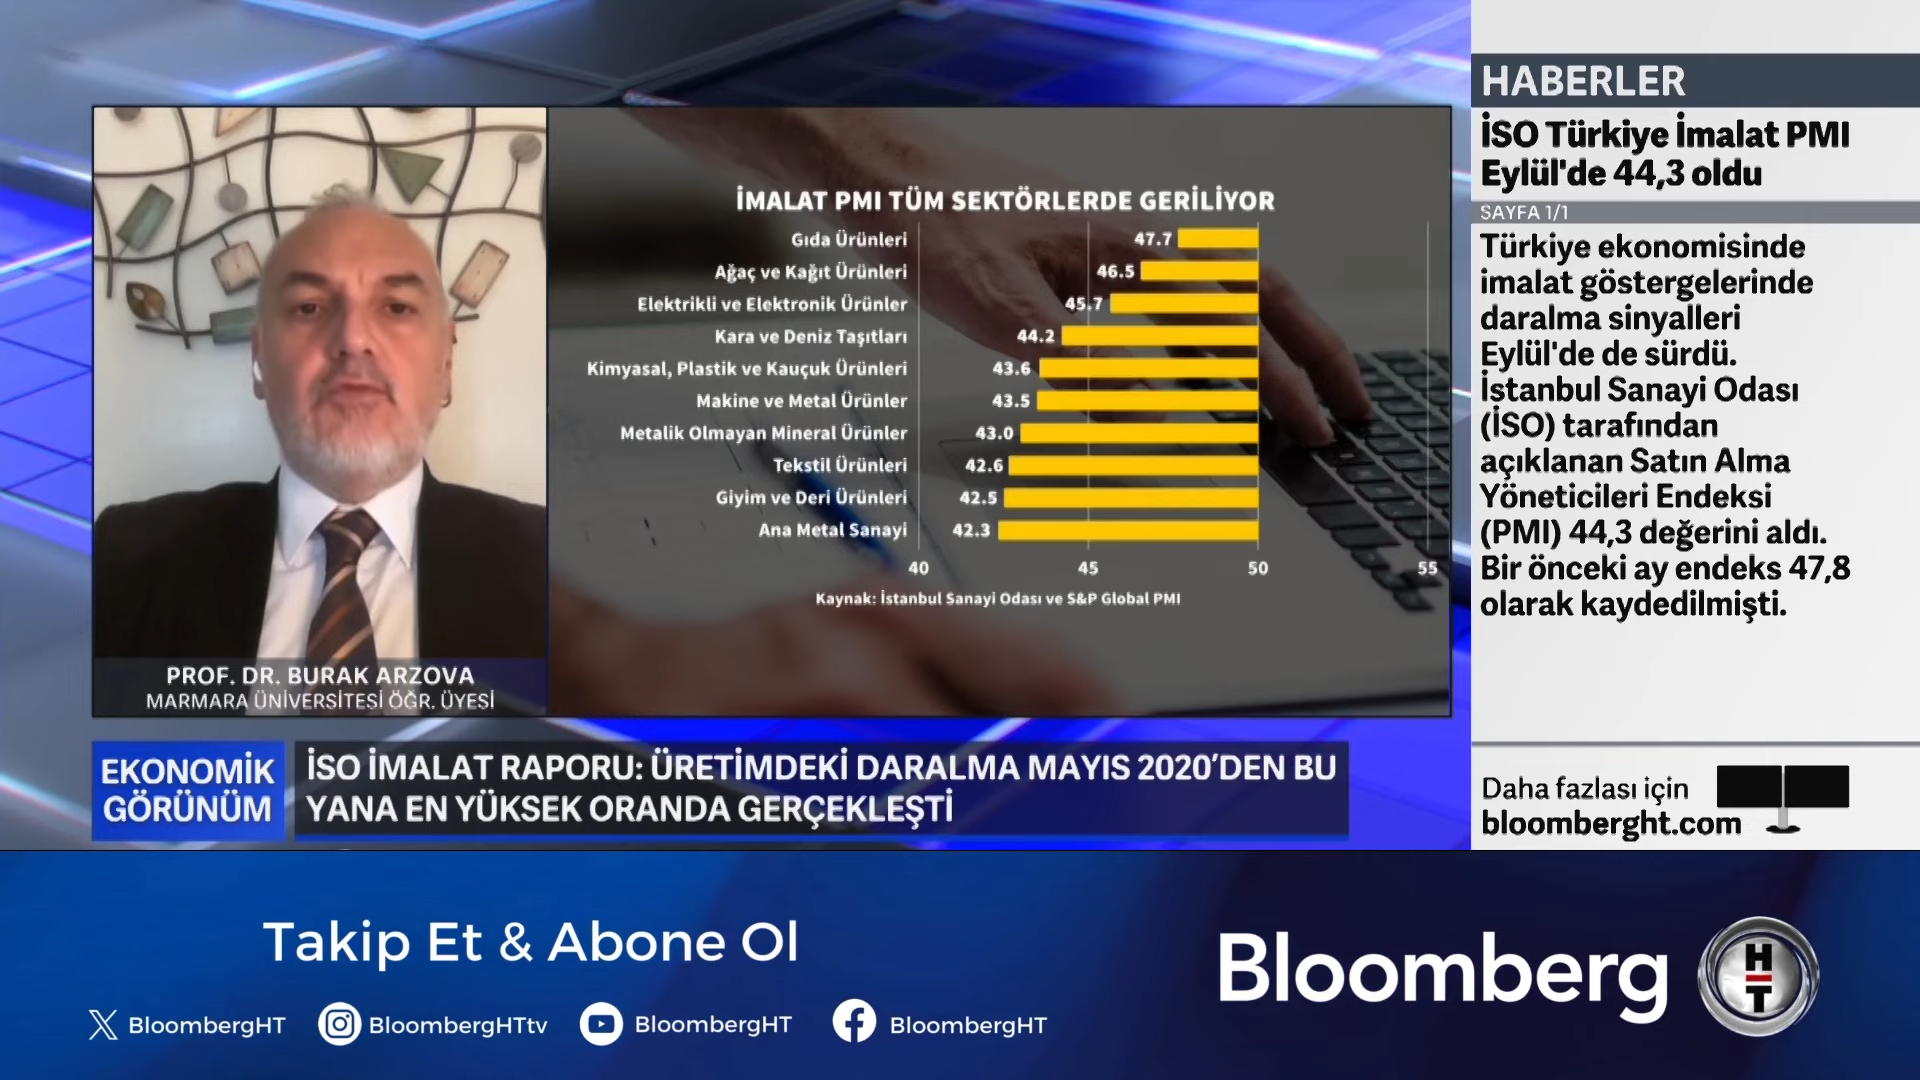 HABERLER
İSO Türkiye İmalat PMI
Eylül'de 44,3 oldu
SAYFA 1/1
Türkiye ekonomisinde
imalat göstergelerinde
daralma sinyalleri
Eylül'de de sürdü.
İstanbul Sanayi Odası
(İSO) tarafından
açıklanan Satın Alma
Yöneticileri Endeksi
(PMI) 44,3 değerini aldı.
Bir önceki ay endeks 47,8
olarak kaydedilmişti.
Daha fazlası için
bloomberght.com
İMALAT PMI TÜM SEKTÖRLERDE GERİLİYOR
Gıda Ürünleri 47.7
Ağaç ve Kağıt Ürünleri 46.5
Elektrikli ve Elektronik Ürünler 45.7
Kara ve Deniz Taşıtları 44.2
Kimyasal, Plastik ve Kauçuk Ürünleri 43.6
Makine ve Metal Ürünler 43.5
Metalik Olmayan Mineral Ürünler 43.0
Tekstil Ürünleri 42.6
Giyim ve Deri Ürünleri 42.5
Ana Metal Sanayi 42.3
40 45 50 55
Kaynak: İstanbul Sanayi Odası ve S&P Global PMI
PROF. DR. BURAK ARZOVA
MARMARA ÜNİVERSİTESİ ÖĞR. ÜYESİ
EKONOMİK
GÖRÜNÜM
İSO İMALAT RAPORU: ÜRETİMDEKİ DARALMA MAYIS 2020'DEN BU
YANA EN YÜKSEK ORANDA GERÇEKLEŞTİ
Takip Et & Abone Ol
BloombergHT BloombergHTtv BloombergHT BloombergHT
Bloomberg HT